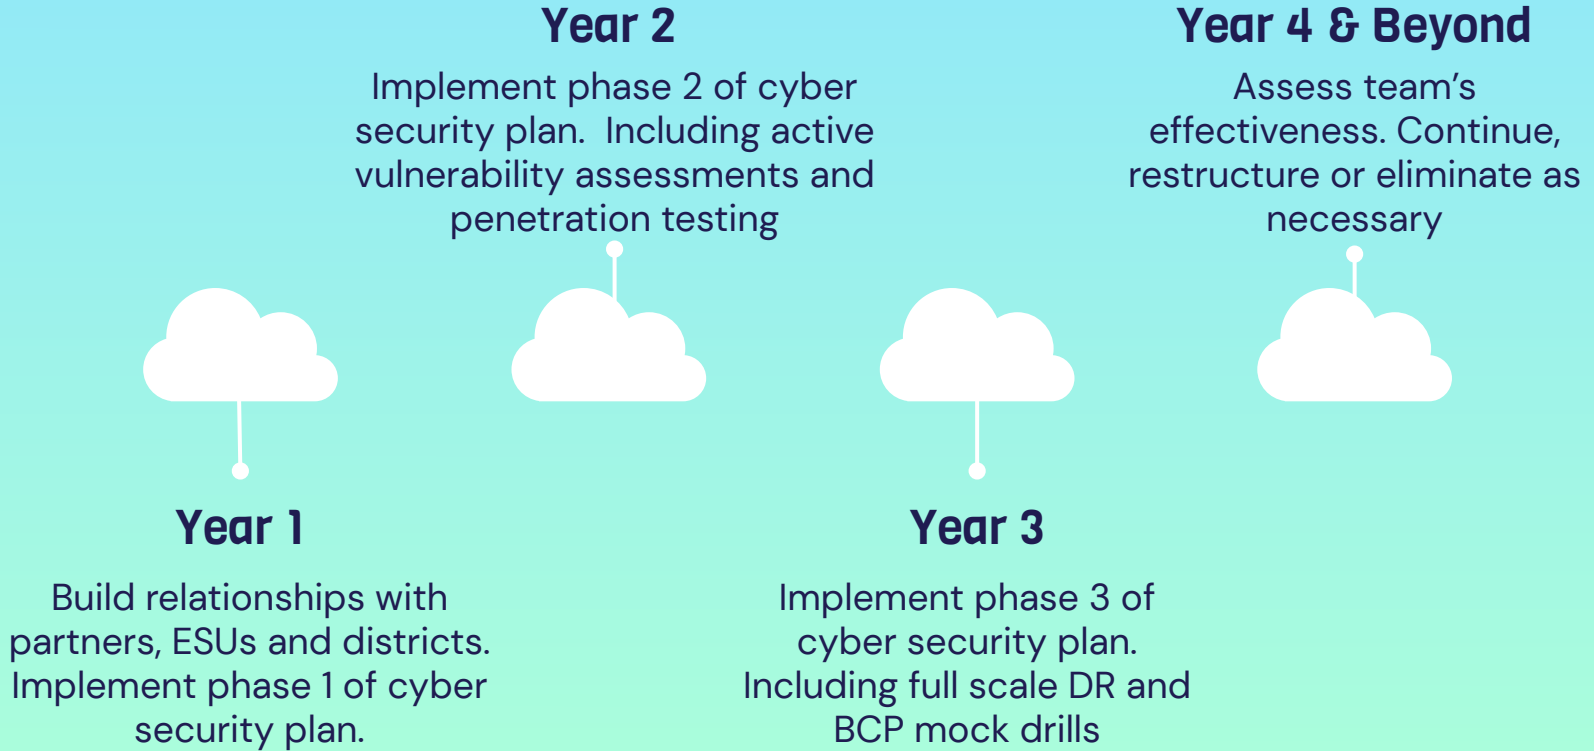 Year 1
Build relationships with
partners, ESUs and districts.
Implement phase 1 of cyber
security plan.
Year 2
Implement phase 2 of cyber
security plan.  Including active
vulnerability assessments and
penetration testing
Year 3
Implement phase 3 of
cyber security plan.
Including full scale DR and
BCP mock drills
Year 4 & Beyond
Assess team’s
effectiveness. Continue,
restructure or eliminate as
necessary